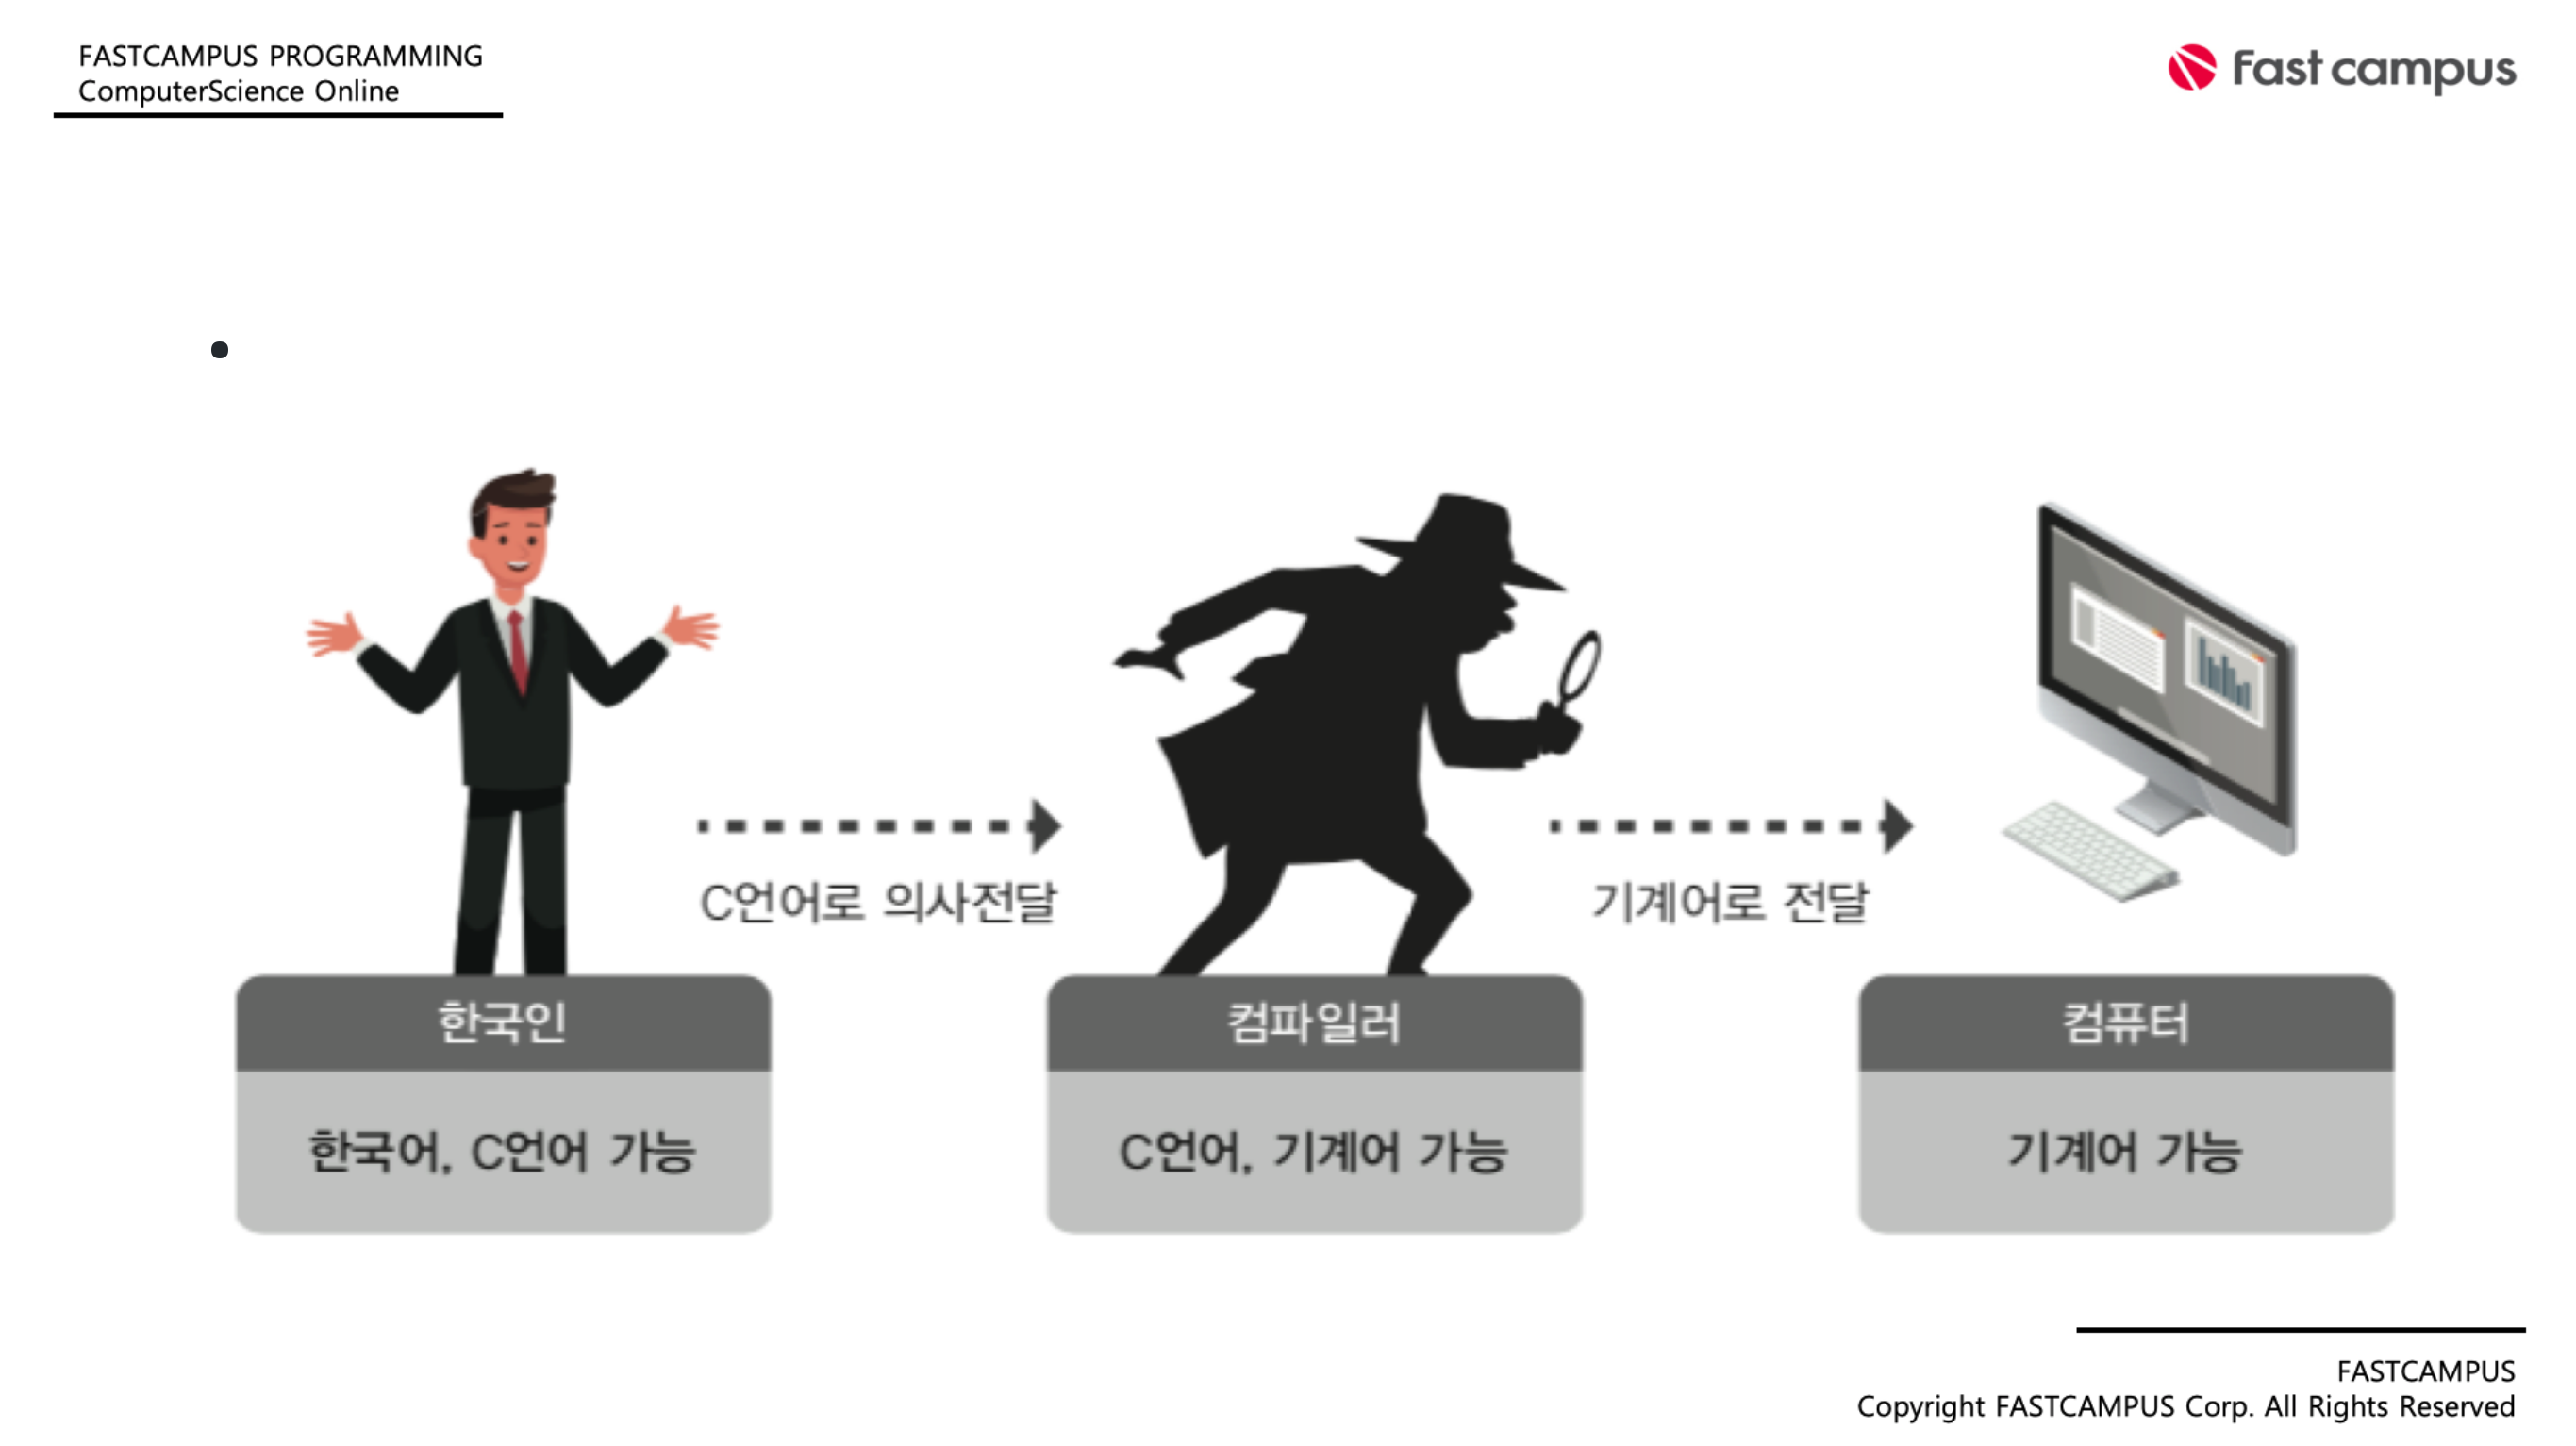 FASTCAMPUS PROGRAMMING
ComputerScience Online
Fast campus
C언어로 의사전달
기계어로 전달
한국인
컴파일러
컴퓨터
한국어, C언어 가능
C언어, 기계어 가능
기계어 가능
FASTCAMPUS
Copyright FASTCAMPUS Corp. All Rights Reserved